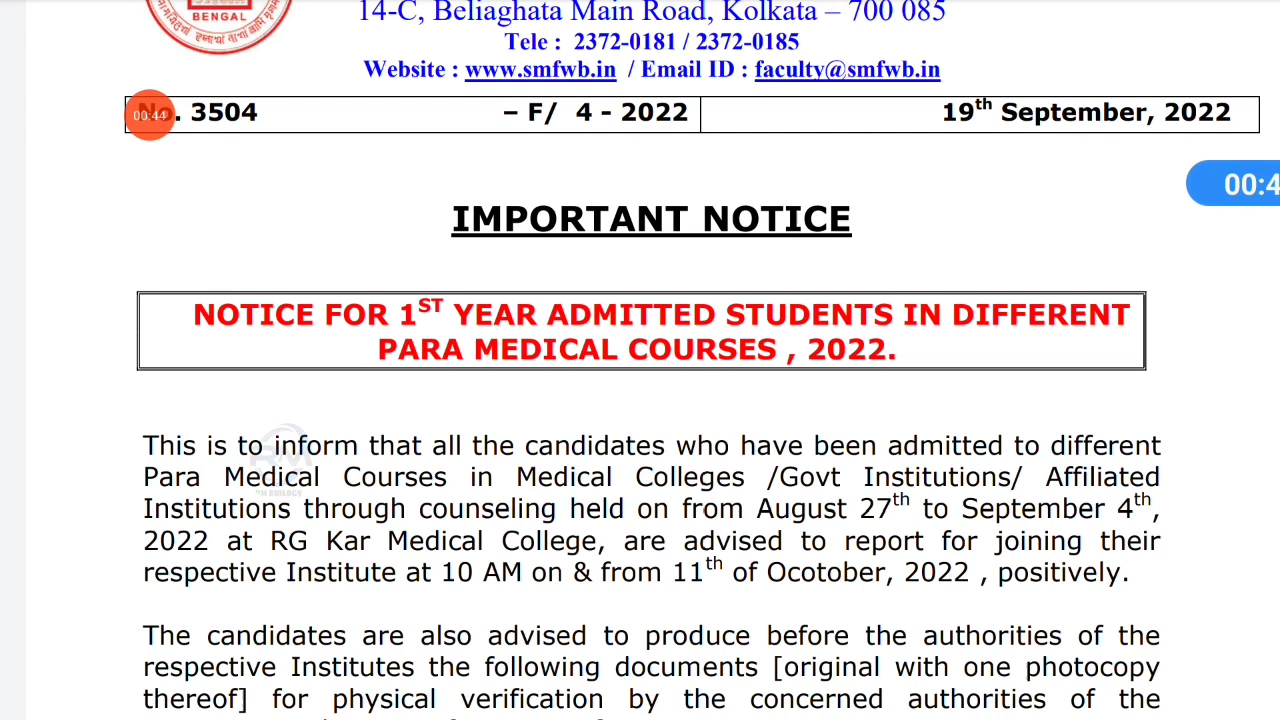 BENGAL
14-C, Beliaghata Main Road, Kolkata – 700 085
Tele : 2372-0181 / 2372-0185
Website : www.smfwb.in / Email ID : faculty@smfwb.in
No. 3504 – F/ 4 - 2022 19th September, 2022
00:44
00:4
IMPORTANT NOTICE
NOTICE FOR 1ST YEAR ADMITTED STUDENTS IN DIFFERENT
PARA MEDICAL COURSES , 2022.
This is to inform that all the candidates who have been admitted to different
Para Medical Courses in Medical Colleges /Govt Institutions/ Affiliated
Institutions through counseling held on from August 27th to September 4th,
2022 at RG Kar Medical College, are advised to report for joining their
respective Institute at 10 AM on & from 11th of Ocotober, 2022 , positively.
The candidates are also advised to produce before the authorities of the
respective Institutes the following documents [original with one photocopy
thereof] for physical verification by the concerned authorities of the